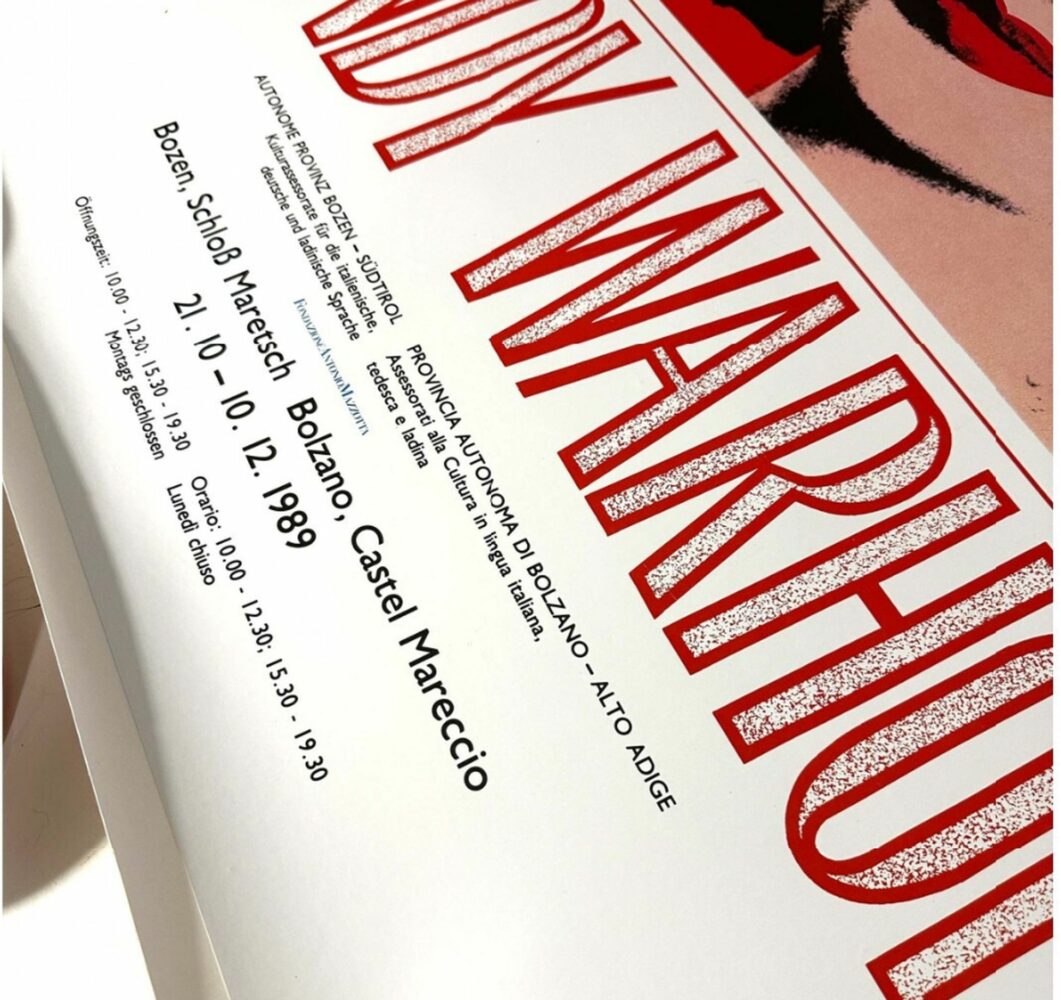 NDY WARHOL
AUTONOME PROVINZ BOZEN – SÜDTIROL
Kulturassessorate für die italienische,
deutsche und ladinische Sprache
PROVINCIA AUTONOMA DI BOLZANO – ALTO ADIGE
Assessorati alla Cultura in lingua italiana,
tedesca e ladina
FONDAZIONE ANTONIO MAZZOTTA
Bozen, Schloß Maretsch Bolzano, Castel Mareccio
21. 10 – 10. 12. 1989
Öffnungszeit: 10.00 - 12.30; 15.30 - 19.30
Montags geschlossen
Orario: 10.00 - 12.30; 15.30 - 19.30
Lunedì chiuso